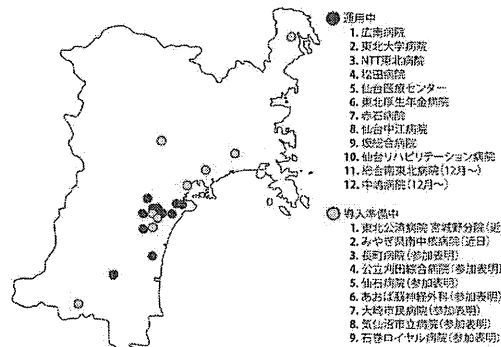 運用中
1. 広南病院
2. 東北大学病院
3. NTT東北病院
4. 松田病院
5. 仙台医療センター
6. 東北厚生年金病院
7. 赤石病院
8. 仙台中江病院
9. 坂総合病院
10. 仙台リハビリテーション病院
11. 総合南東北病院(12月~)
12. 中嶋病院(12月~)
導入準備中
1. 東北公済病院 宮城野分院(近
2. みやぎ県南中核病院(近日)
3. 長町病院(参加表明)
4. 公立刈田綜合病院(参加表明)
5. 仙石病院(参加表明)
6. あおば脳神経外科(参加表明)
7. 大崎市民病院(参加表明)
8. 気仙沼市立病院(参加表明)
9. 石巻ロイヤル病院(参加表明)